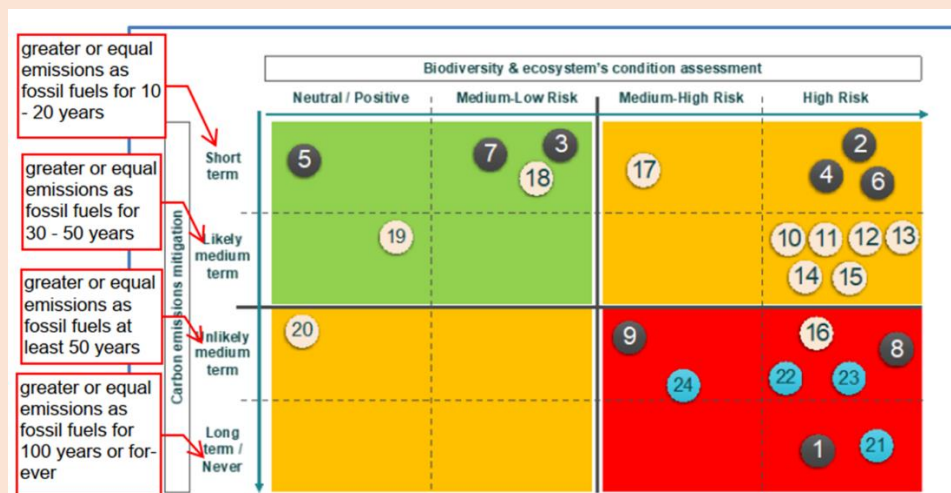 greater or equal
emissions as
fossil fuels for 10
- 20 years
greater or equal
emissions as
fossil fuels for
30 - 50 years
greater or equal
emissions as
fossil fuels at
least 50 years
greater or equal
emissions as
fossil fuels for
100 years or for-
ever
Carbon emissions mitigation
Biodiversity & ecosystem's condition assessment
Neutral / Positive Medium-Low Risk Medium-High Risk High Risk
Short
term
Likely
medium
term
Unlikely
medium
term
Long
term /
Never
5 7 3 18 17 2 4 6
19 10 11 12 13
14 15
20 9 16 8
24 22 23
1 21